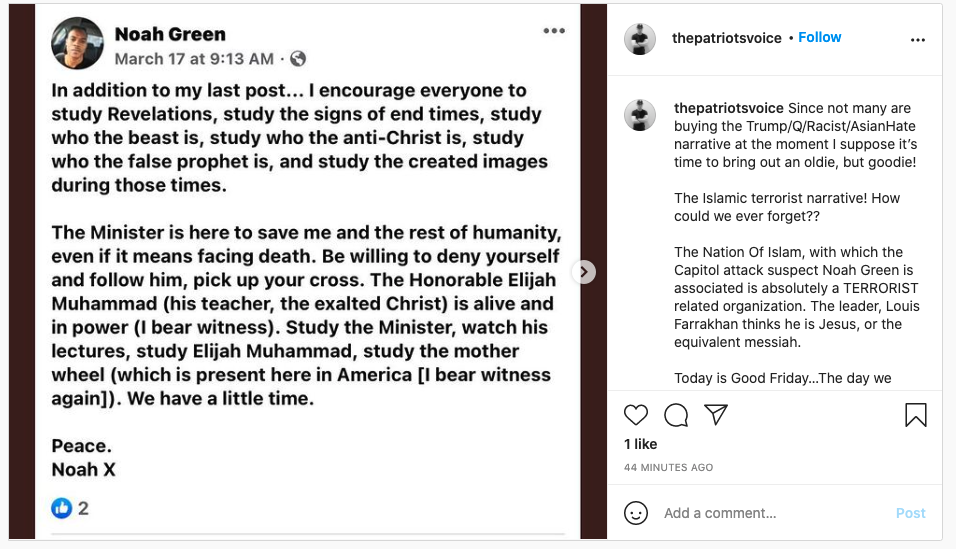 Noah Green
March 17 at 9:13 AM ·
In addition to my last post... I encourage everyone to
study Revelations, study the signs of end times, study
who the beast is, study who the anti-Christ is, study
who the false prophet is, and study the created images
during those times.
The Minister is here to save me and the rest of humanity,
even if it means facing death. Be willing to deny yourself
and follow him, pick up your cross. The Honorable Elijah
Muhammad (his teacher, the exalted Christ) is alive and
in power (I bear witness). Study the Minister, watch his
lectures, study Elijah Muhammad, study the mother
wheel (which is present here in America [I bear witness
again]). We have a little time.
Peace.
Noah X
2
thepatriotsvoice • Follow
thepatriotsvoice Since not many are
buying the Trump/Q/Racist/AsianHate
narrative at the moment I suppose it's
time to bring out an oldie, but goodie!
The Islamic terrorist narrative! How
could we ever forget??
The Nation Of Islam, with which the
Capitol attack suspect Noah Green is
associated is absolutely a TERRORIST
related organization. The leader, Louis
Farrakhan thinks he is Jesus, or the
equivalent messiah.
Today is Good Friday...The day we
1 like
44 MINUTES AGO
Add a comment...
Post